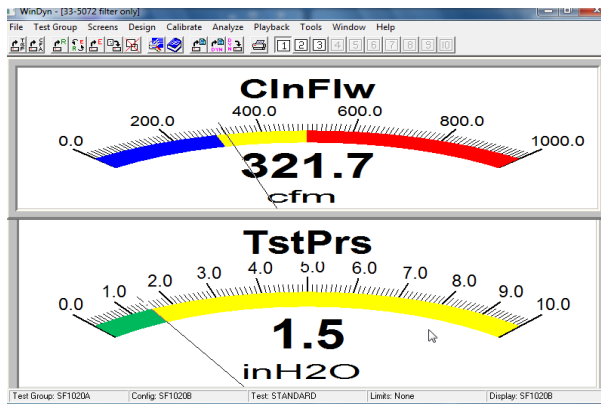 WinDyn - [33-5072 filter only]
File Test Group Screens Design Calibrate Analyze Playback Tools Window Help
1 2 3 4 5 6 7 8 9 10
ClnFlw
0.0 200.0 400.0 600.0 800.0 1000.0
321.7
cfm
TstPrs
0.0 1.0 2.0 3.0 4.0 5.0 6.0 7.0 8.0 9.0 10.0
1.5
inH2O
Test Group: SF1020A Config: SF1020B Test: STANDARD Limits: None Display: SF1020B